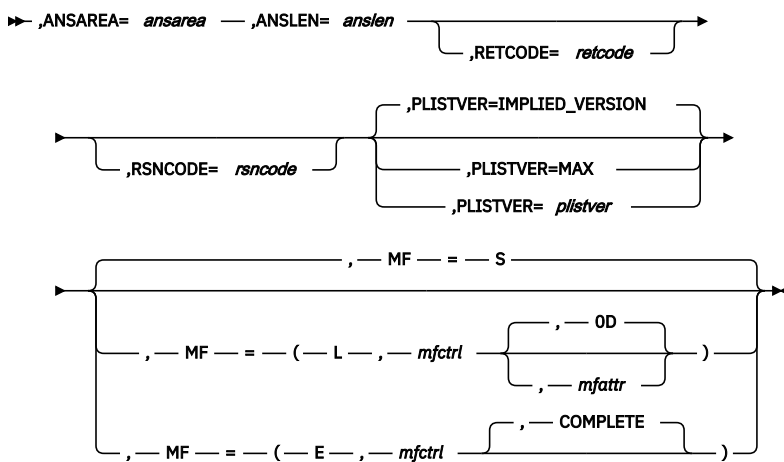 ,ANSAREA= ansarea ,ANSLEN= anslen
,RETCODE= retcode
,PLISTVER=IMPLIED_VERSION
,RSNCODE= rsncode
,PLISTVER=MAX
,PLISTVER= plistver
, MF = S
, 0D
, MF = ( L , mfctrl )
, mfattr
, COMPLETE
, MF = ( E , mfctrl )